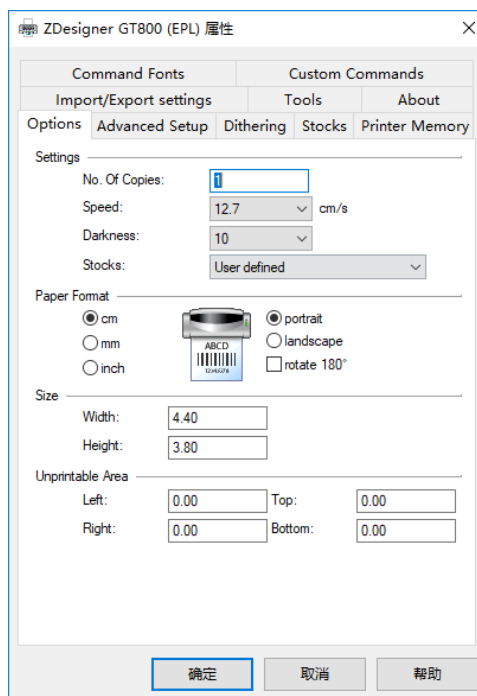 ZDesigner GT800 (EPL) 属性
Command Fonts Custom Commands
Import/Export settings Tools About
Options Advanced Setup Dithering Stocks Printer Memory
Settings
No. Of Copies: 1
Speed: 12.7 cm/s
Darkness: 10
Stocks: User defined
Paper Format
cm portrait
mm landscape
inch rotate 180°
ABCD
Size
Width: 4.40
Height: 3.80
Unprintable Area
Left: 0.00 Top: 0.00
Right: 0.00 Bottom: 0.00
确定 取消 帮助